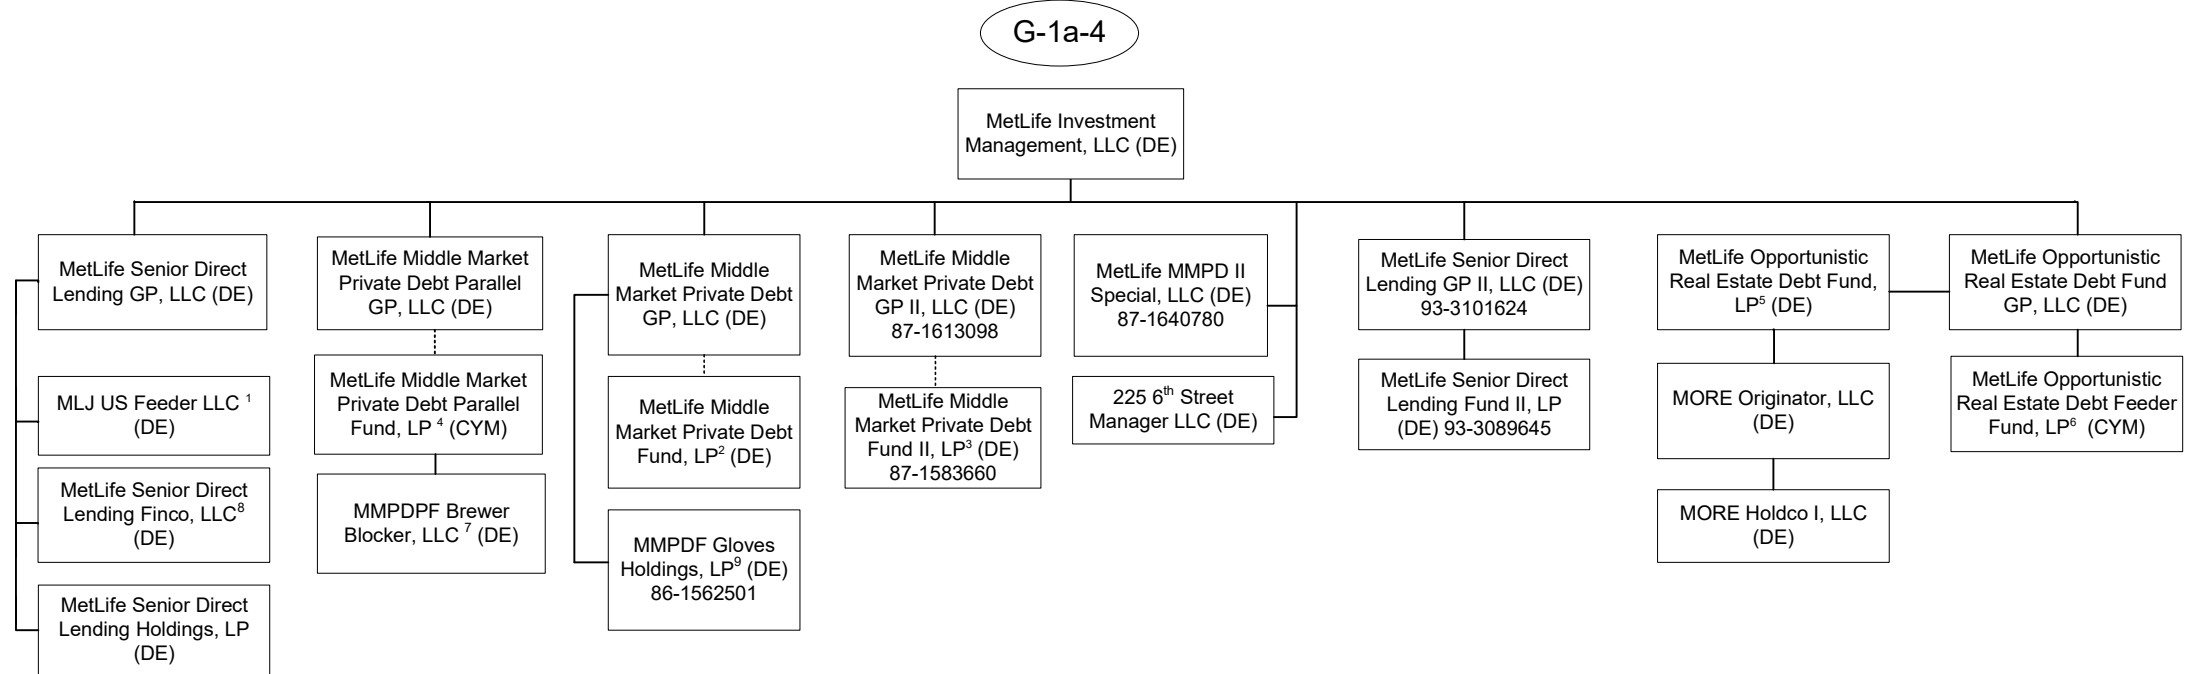 G-1a-4
MetLife Investment
Management, LLC (DE)
MetLife Senior Direct
Lending GP, LLC (DE)
MLJ US Feeder LLC ¹
(DE)
MetLife Senior Direct
Lending Finco, LLC⁸
(DE)
MetLife Senior Direct
Lending Holdings, LP
(DE)
MetLife Middle Market
Private Debt Parallel
GP, LLC (DE)
MetLife Middle Market
Private Debt Parallel
Fund, LP ⁴ (CYM)
MMPDPF Brewer
Blocker, LLC ⁷ (DE)
MetLife Middle
Market Private Debt
GP, LLC (DE)
MetLife Middle
Market Private Debt
Fund, LP² (DE)
MMPDF Gloves
Holdings, LP⁹ (DE)
86-1562501
MetLife Middle
Market Private Debt
GP II, LLC (DE)
87-1613098
MetLife Middle
Market Private Debt
Fund II, LP³ (DE)
87-1583660
MetLife MMPD II
Special, LLC (DE)
87-1640780
225 6th Street
Manager LLC (DE)
MetLife Senior Direct
Lending GP II, LLC (DE)
93-3101624
MetLife Senior Direct
Lending Fund II, LP
(DE) 93-3089645
MetLife Opportunistic
Real Estate Debt Fund,
LP⁵ (DE)
MORE Originator, LLC
(DE)
MORE Holdco I, LLC
(DE)
MetLife Opportunistic
Real Estate Debt Fund
GP, LLC (DE)
MetLife Opportunistic
Real Estate Debt Feeder
Fund, LP⁶ (CYM)